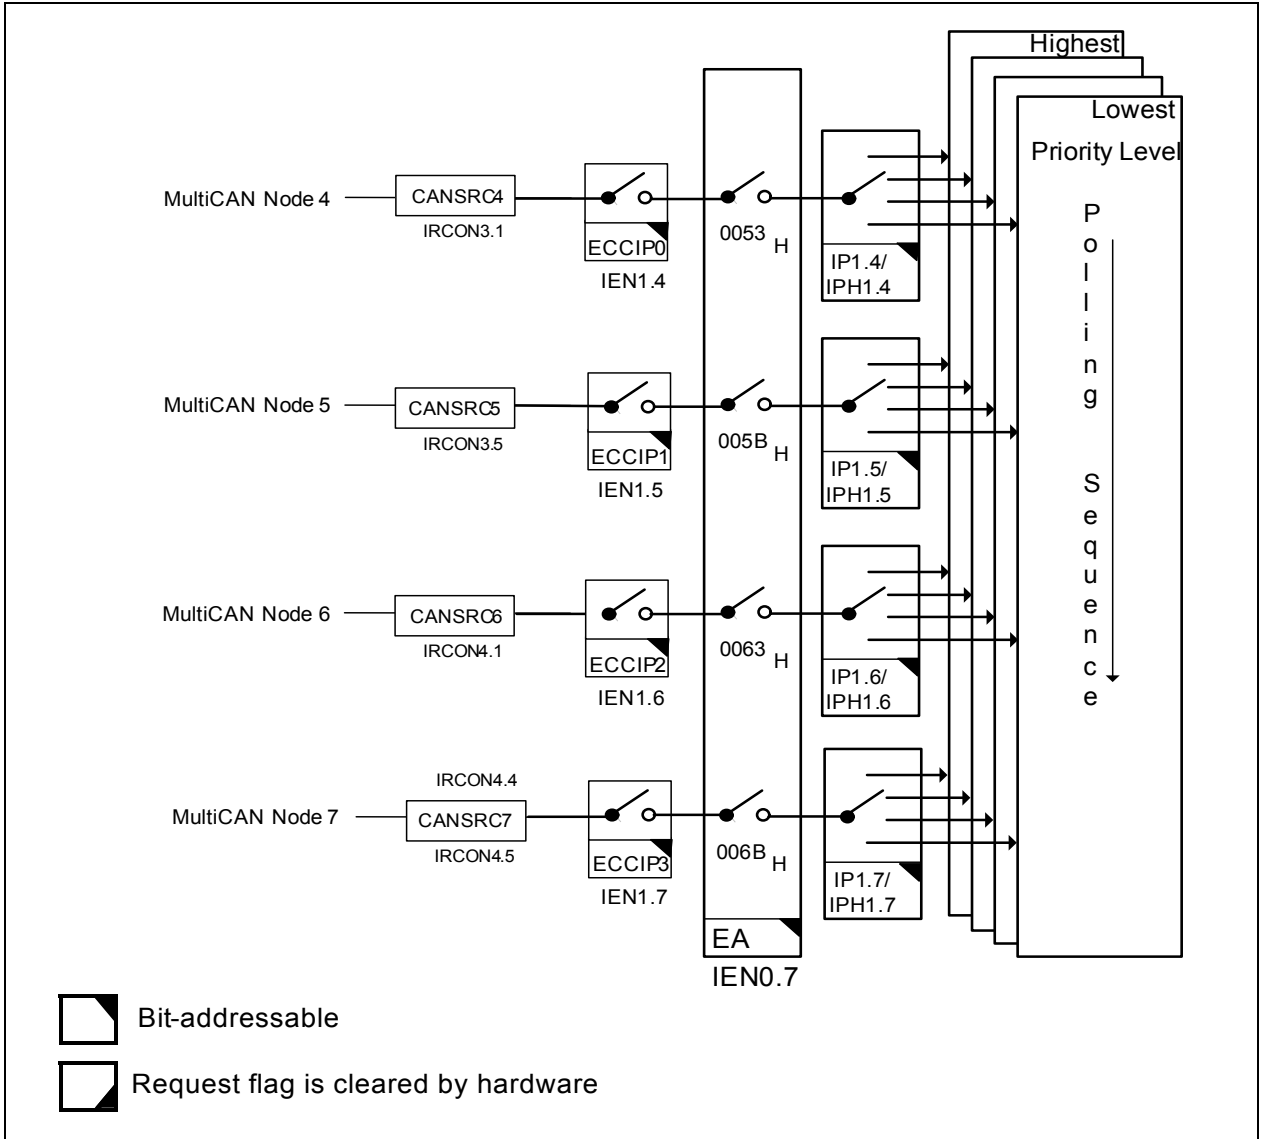 Highest
Lowest
Priority Level
Polling Sequence
MultiCAN Node 4
CANSRC4
IRCON3.1
ECCIP0
IEN1.4
0053 H
IP1.4/
IPH1.4
MultiCAN Node 5
CANSRC5
IRCON3.5
ECCIP1
IEN1.5
005B H
IP1.5/
IPH1.5
MultiCAN Node 6
CANSRC6
IRCON4.1
ECCIP2
IEN1.6
0063 H
IP1.6/
IPH1.6
IRCON4.4
MultiCAN Node 7
CANSRC7
IRCON4.5
ECCIP3
IEN1.7
006B H
IP1.7/
IPH1.7
EA
IEN0.7
Bit-addressable
Request flag is cleared by hardware